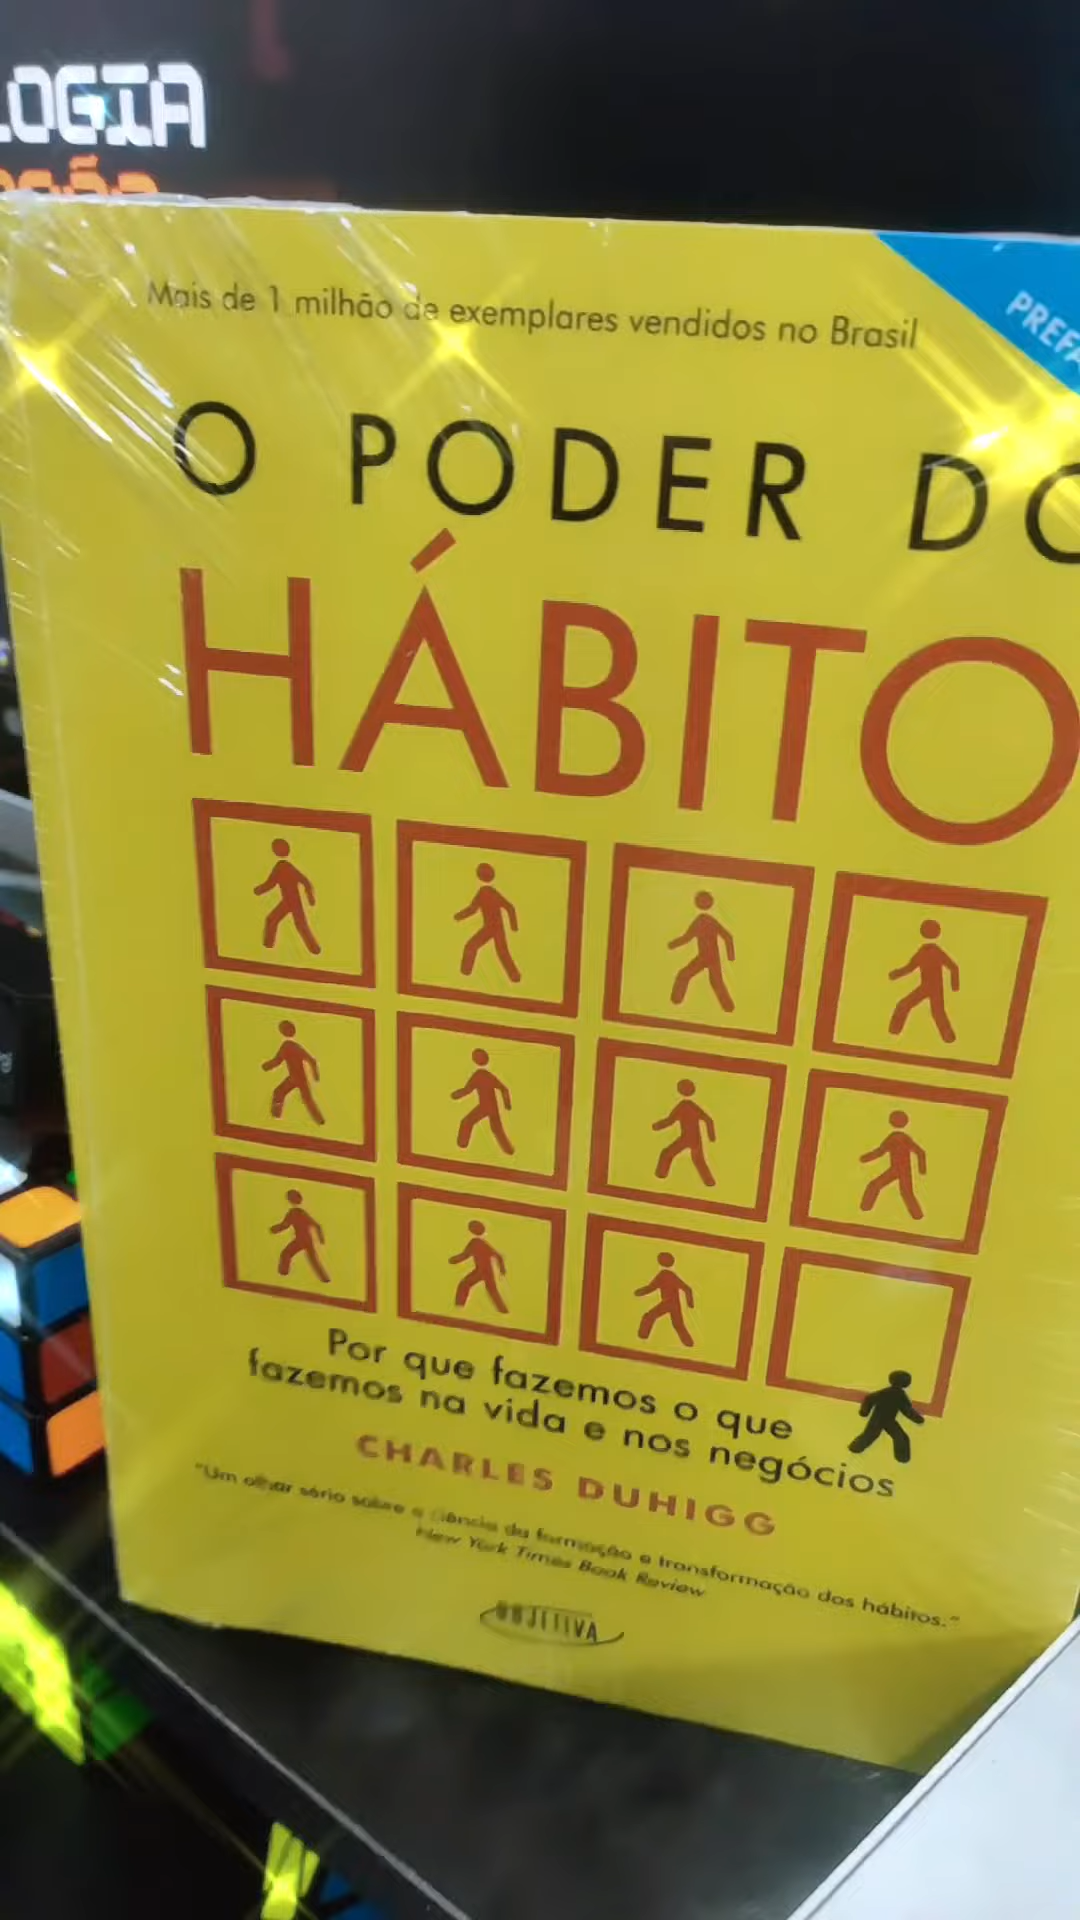 LOGIA
Mais de 1 milhão de exemplares vendidos no Brasil
PREFÁ
O PODER DO
HÁBITO
Por que fazemos o que
fazemos na vida e nos negócios
CHARLES DUHIGG
"Um olhar sério sobre a ciência da formação e transformação dos hábitos."
New York Times Book Review
OBJETIVA